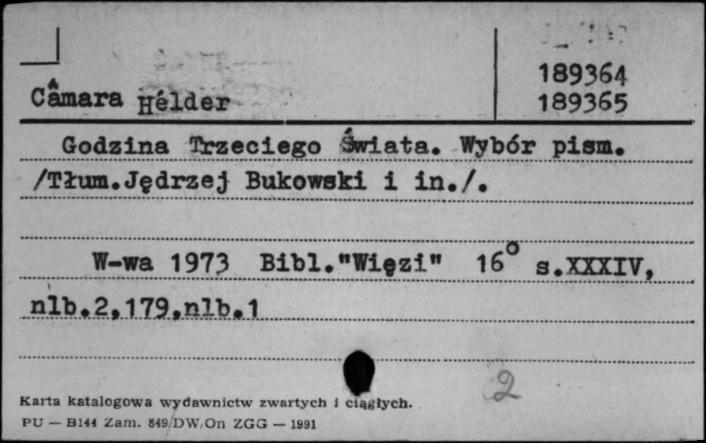 189364
Câmara Hélder 189365
Godzina Trzeciego Świata. Wybór pism.
/Tłum.Jędrzej Bukowski i in./.
W-wa 1973 Bibl."Więzi" 16° s.XXXIV,
nlb.2,179,nlb.1
2
Karta katalogowa wydawnictw zwartych i ciągłych.
PU — B144 Zam. 849/DW/On ZGG — 1991